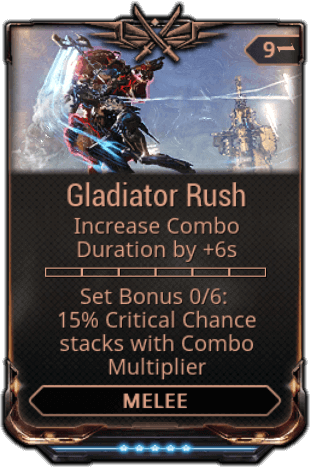 9
Gladiator Rush
Increase Combo
Duration by +6s
Set Bonus 0/6:
15% Critical Chance
stacks with Combo
Multiplier
MELEE